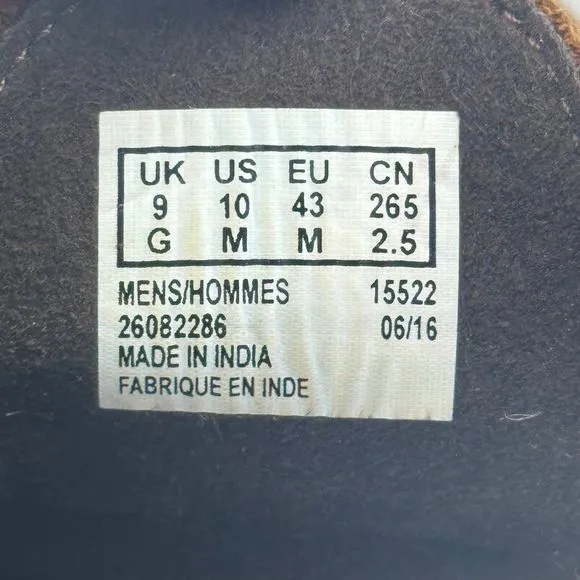 UK US EU CN
9 10 43 265
G M M 2.5
MENS/HOMMES 15522
26082286 06/16
MADE IN INDIA
FABRIQUE EN INDE